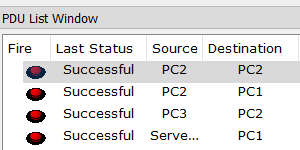 PDU List Window
Fire Last Status Source Destination
Successful PC2 PC2
Successful PC2 PC1
Successful PC3 PC2
Successful Serve... PC1